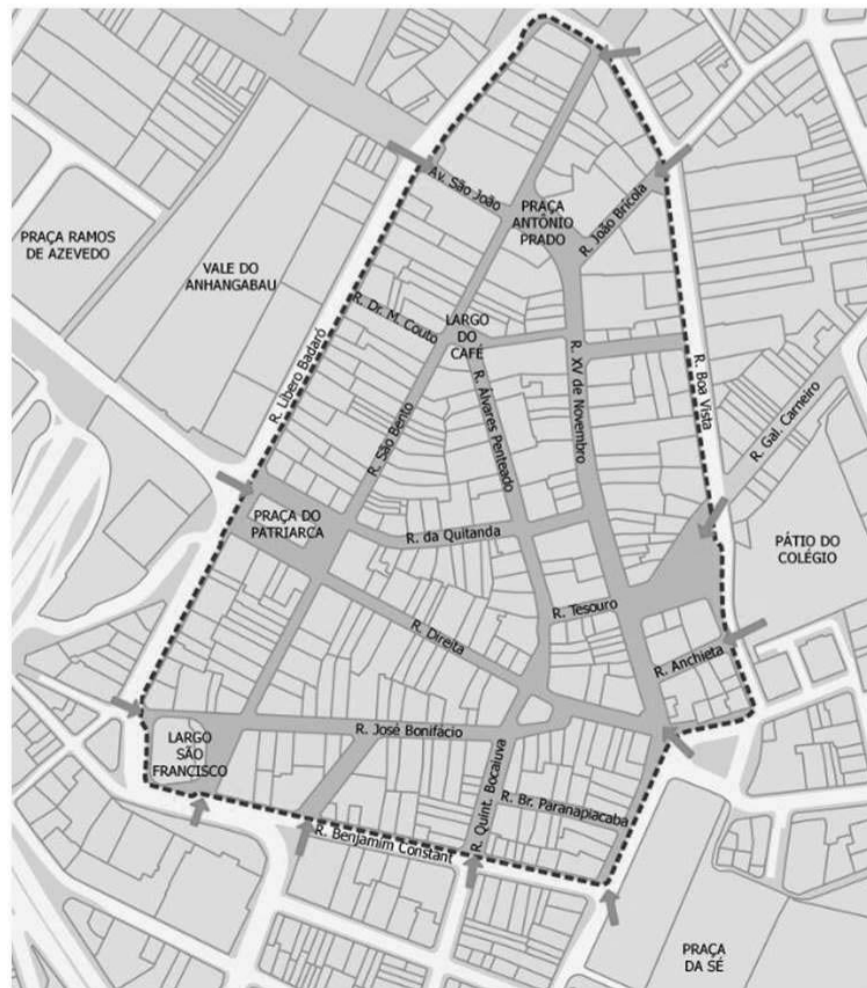 Av. São João
PRAÇA
ANTÔNIO
PRADO
R. João Brícola
PRAÇA RAMOS
DE AZEVEDO
VALE DO
ANHANGABAU
R. Dr. M. Couto
LARGO
DO
CAFÉ
R. Líbero Badaró
R. São Bento
R. Álvares Penteado
R. XV de Novembro
R. Boa Vista
R. Gal. Carneiro
PRAÇA DO
PATRIARCA
R. da Quitanda
PÁTIO DO
COLÉGIO
R. Tesouro
R. Direita
R. Anchieta
LARGO
SÃO
FRANCISCO
R. José Bonifácio
R. Quint. Bocaiuva
R. Br. Paranapiacaba
R. Benjamim Constant
PRAÇA
DA SÉ